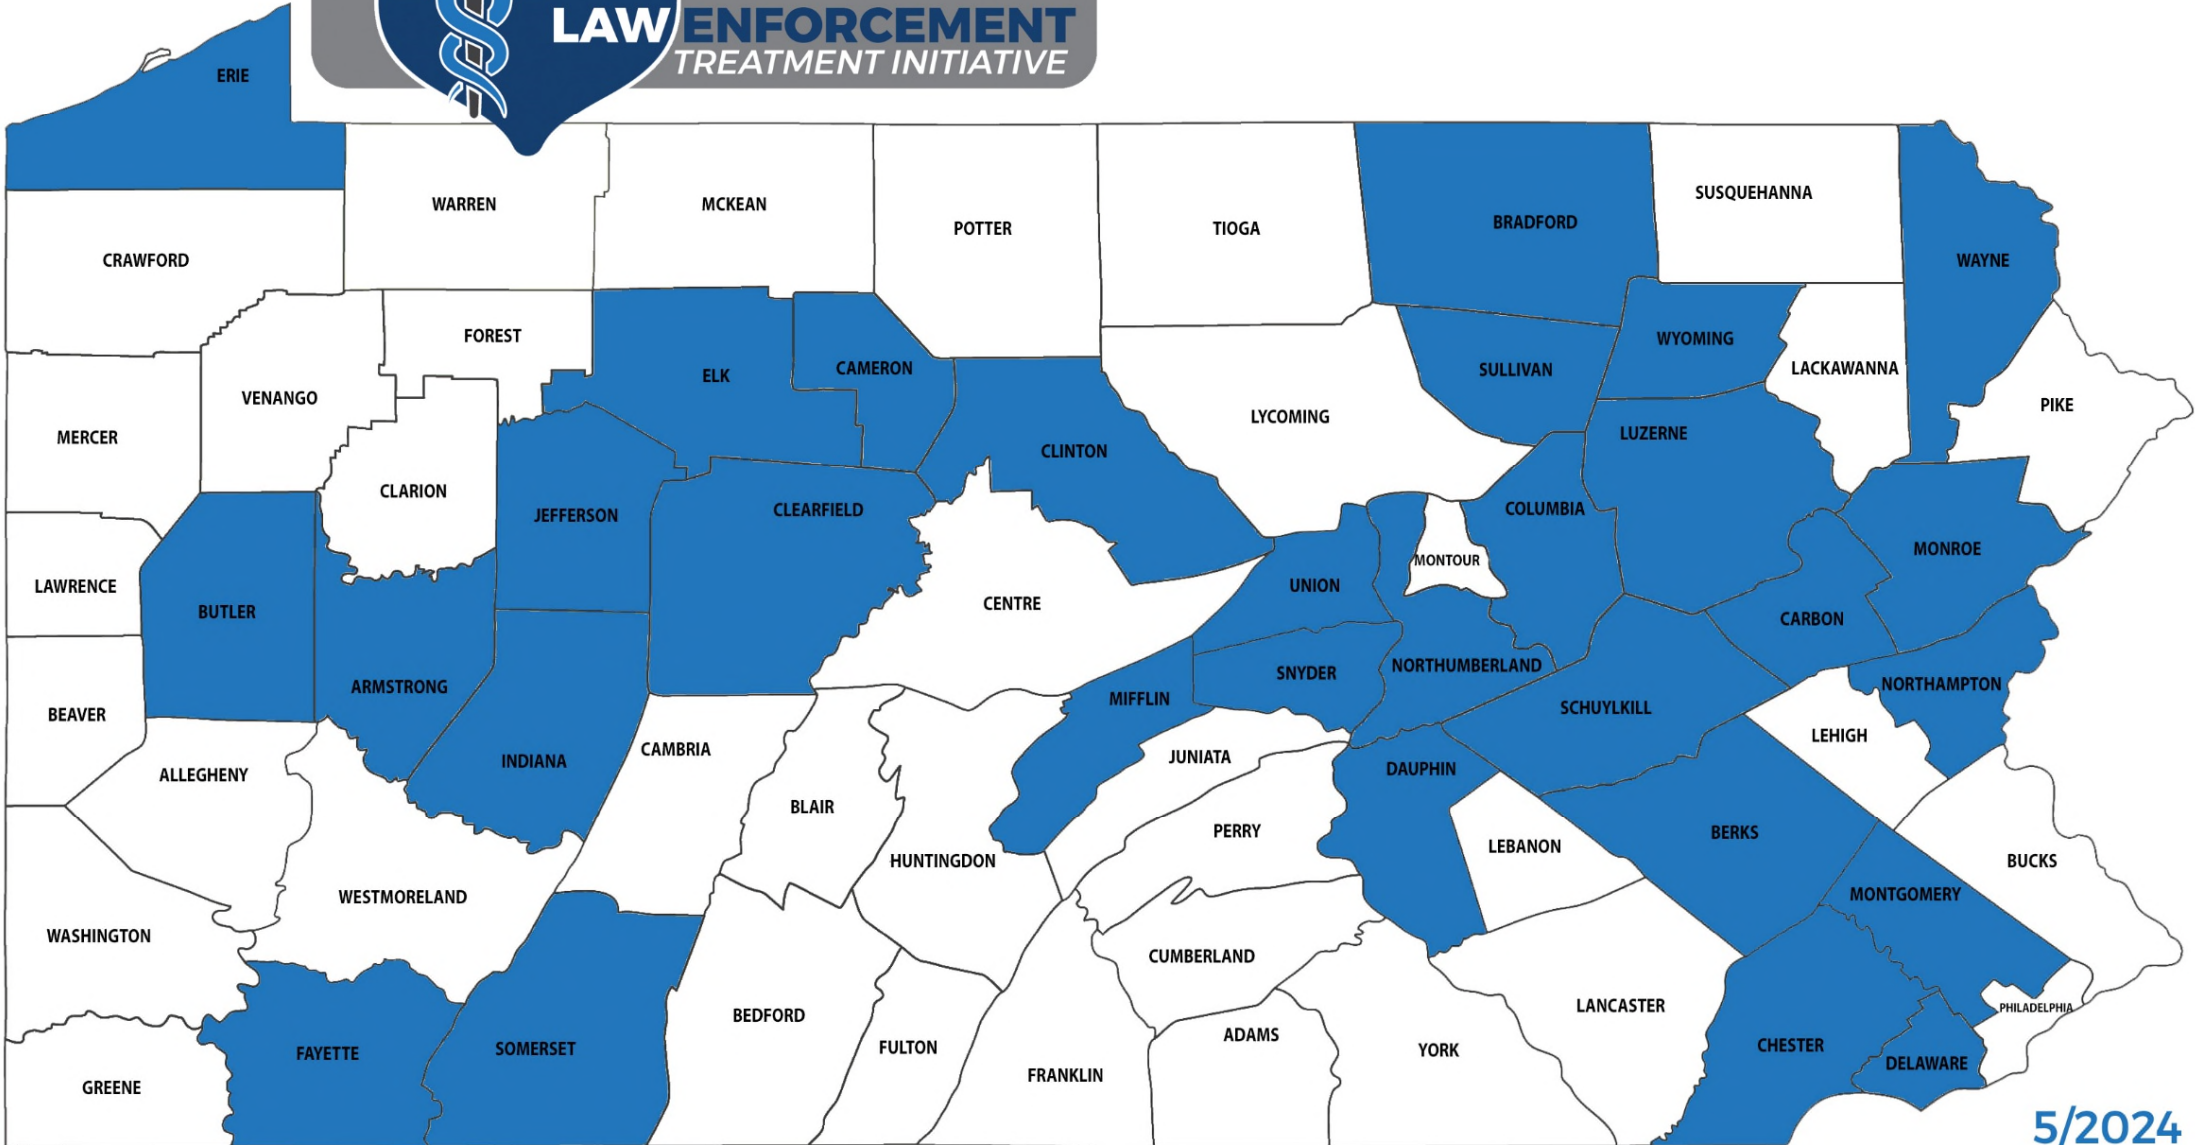 LAW ENFORCEMENT
TREATMENT INITIATIVE
ERIE
WARREN
MCKEAN
POTTER
TIOGA
BRADFORD
SUSQUEHANNA
WAYNE
CRAWFORD
FOREST
ELK
CAMERON
SULLIVAN
WYOMING
LACKAWANNA
PIKE
VENANGO
MERCER
CLARION
JEFFERSON
CLEARFIELD
CLINTON
LYCOMING
COLUMBIA
LUZERNE
MONROE
LAWRENCE
BUTLER
CENTRE
UNION
MONTOUR
CARBON
ARMSTRONG
MIFFLIN
SNYDER
NORTHUMBERLAND
SCHUYLKILL
NORTHAMPTON
BEAVER
ALLEGHENY
INDIANA
CAMBRIA
BLAIR
JUNIATA
DAUPHIN
LEHIGH
HUNTINGDON
PERRY
LEBANON
BERKS
BUCKS
WASHINGTON
WESTMORELAND
MONTGOMERY
CUMBERLAND
BEDFORD
LANCASTER
PHILADELPHIA
GREENE
FAYETTE
SOMERSET
FULTON
FRANKLIN
ADAMS
YORK
CHESTER
DELAWARE
5/2024